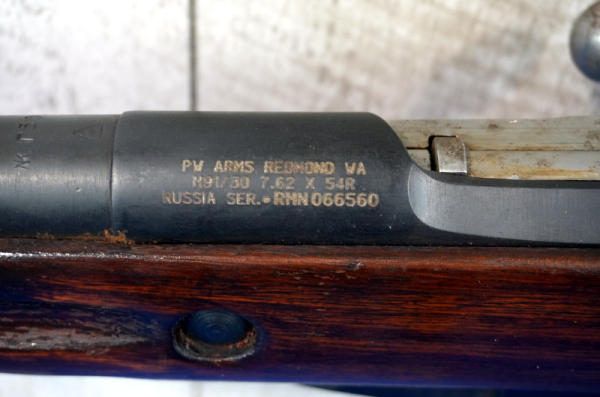 PW ARMS REDMOND WA
M91/30 7.62 X 54R
RUSSIA SER.#RMN066560